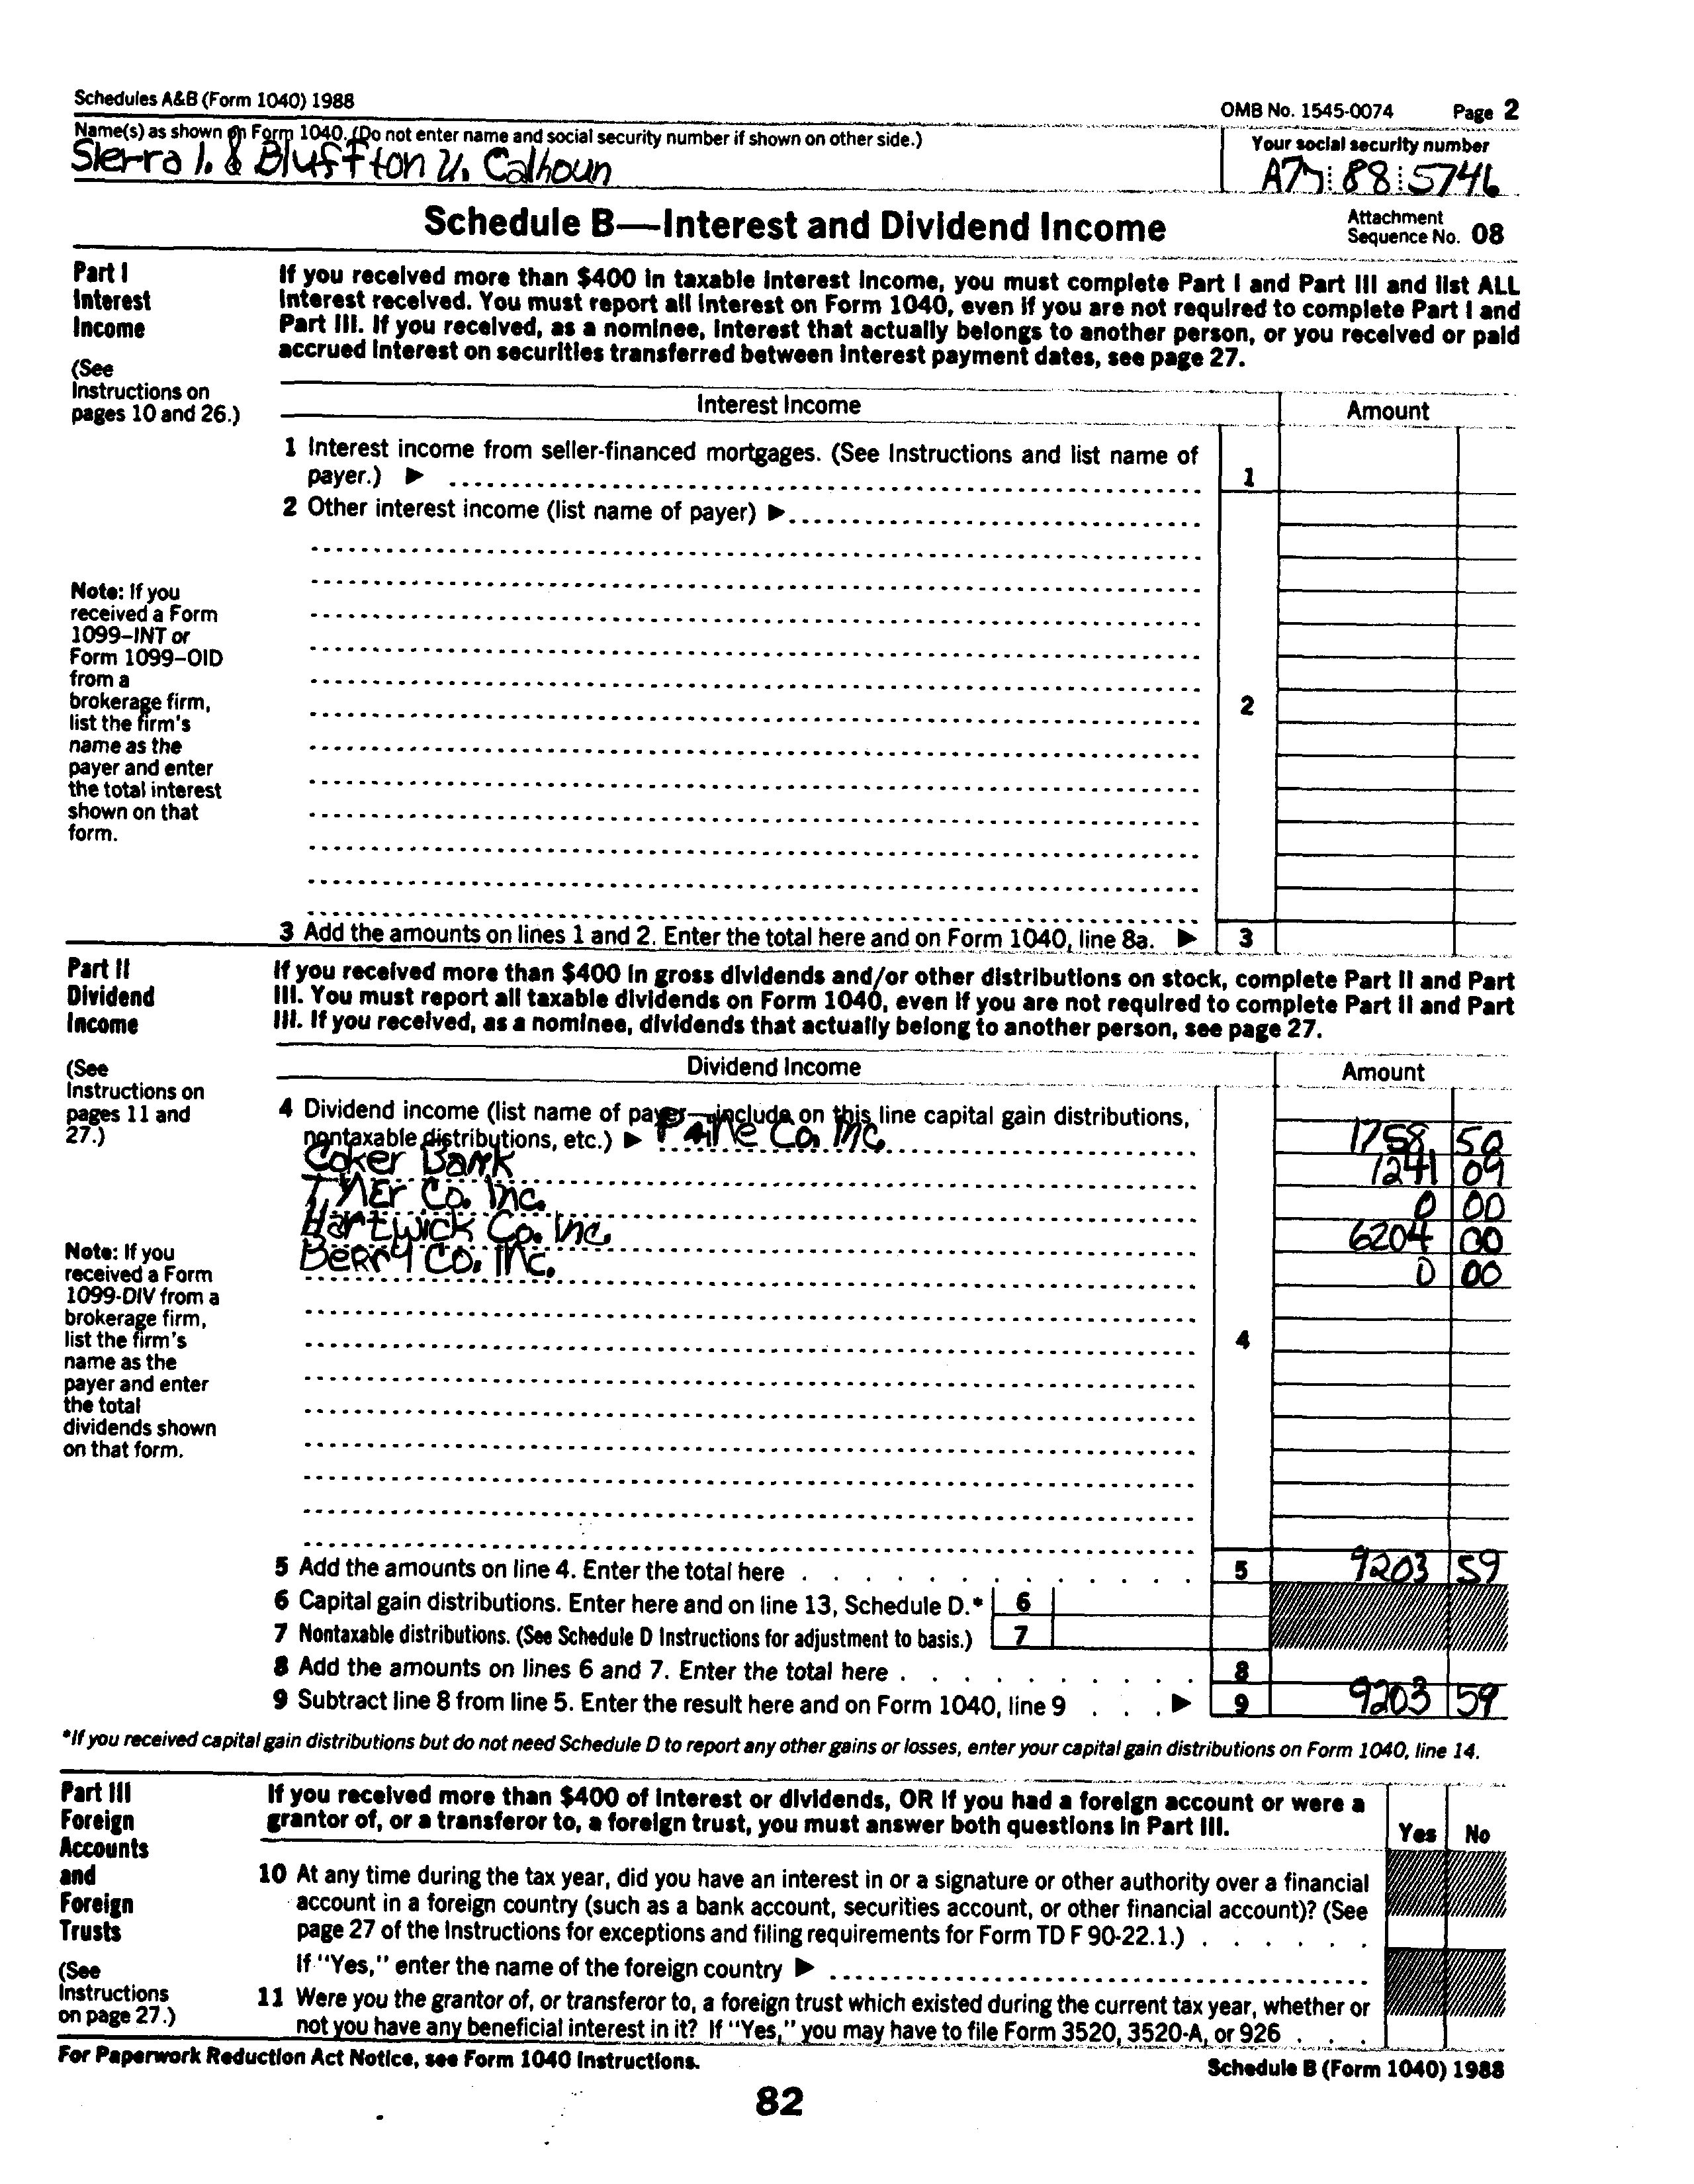 Schedules A&B (Form 1040) 1988
OMB No. 1545-0074 Page 2
Name(s) as shown on Form 1040. (Do not enter name and social security number if shown on other side.)
Your social security number
Sierra I. & Bluffton U. Calhoun
88 5746
Schedule B—Interest and Dividend Income
Attachment
Sequence No. 08
Part I
Interest
Income
(See
Instructions on
pages 10 and 26.)
If you received more than $400 in taxable interest income, you must complete Part I and Part III and list ALL
interest received. You must report all interest on Form 1040, even if you are not required to complete Part I and
Part III. If you received, as a nominee, interest that actually belongs to another person, or you received or paid
accrued interest on securities transferred between interest payment dates, see page 27.
Interest Income Amount
1 Interest income from seller-financed mortgages. (See Instructions and list name of
payer.) ▶ 1
2 Other interest income (list name of payer) ▶
Note: If you
received a Form
1099–INT or
Form 1099–OID
from a
brokerage firm,
list the firm's
name as the
payer and enter
the total interest
shown on that
form.
2
3 Add the amounts on lines 1 and 2. Enter the total here and on Form 1040, line 8a. ▶ 3
Part II
Dividend
Income
(See
Instructions on
pages 11 and
27.)
If you received more than $400 in gross dividends and/or other distributions on stock, complete Part II and Part
III. You must report all taxable dividends on Form 1040, even if you are not required to complete Part II and Part
III. If you received, as a nominee, dividends that actually belong to another person, see page 27.
Dividend Income Amount
4 Dividend income (list name of payer—include on this line capital gain distributions,
nontaxable distributions, etc.) ▶ Paine Co. Inc. 1758 50
Coker Bank 1241 09
Tyler Co. Inc. 0 00
Hartwick Co. Inc. 6204 00
Berry Co. Inc. 0 00
Note: If you
received a Form
1099-DIV from a
brokerage firm,
list the firm's
name as the
payer and enter
the total
dividends shown
on that form.
4
5 Add the amounts on line 4. Enter the total here 5 9203 59
6 Capital gain distributions. Enter here and on line 13, Schedule D.* 6
7 Nontaxable distributions. (See Schedule D Instructions for adjustment to basis.) 7
8 Add the amounts on lines 6 and 7. Enter the total here 8
9 Subtract line 8 from line 5. Enter the result here and on Form 1040, line 9 ▶ 9 9203 59
*If you received capital gain distributions but do not need Schedule D to report any other gains or losses, enter your capital gain distributions on Form 1040, line 14.
Part III
Foreign
Accounts
and
Foreign
Trusts
(See
Instructions
on page 27.)
If you received more than $400 of interest or dividends, OR if you had a foreign account or were a
grantor of, or a transferor to, a foreign trust, you must answer both questions in Part III.
Yes No
10 At any time during the tax year, did you have an interest in or a signature or other authority over a financial
account in a foreign country (such as a bank account, securities account, or other financial account)? (See
page 27 of the Instructions for exceptions and filing requirements for Form TD F 90-22.1.)
If "Yes," enter the name of the foreign country ▶
11 Were you the grantor of, or transferor to, a foreign trust which existed during the current tax year, whether or
not you have any beneficial interest in it? If "Yes," you may have to file Form 3520, 3520-A, or 926
For Paperwork Reduction Act Notice, see Form 1040 Instructions.
Schedule B (Form 1040) 1988
82